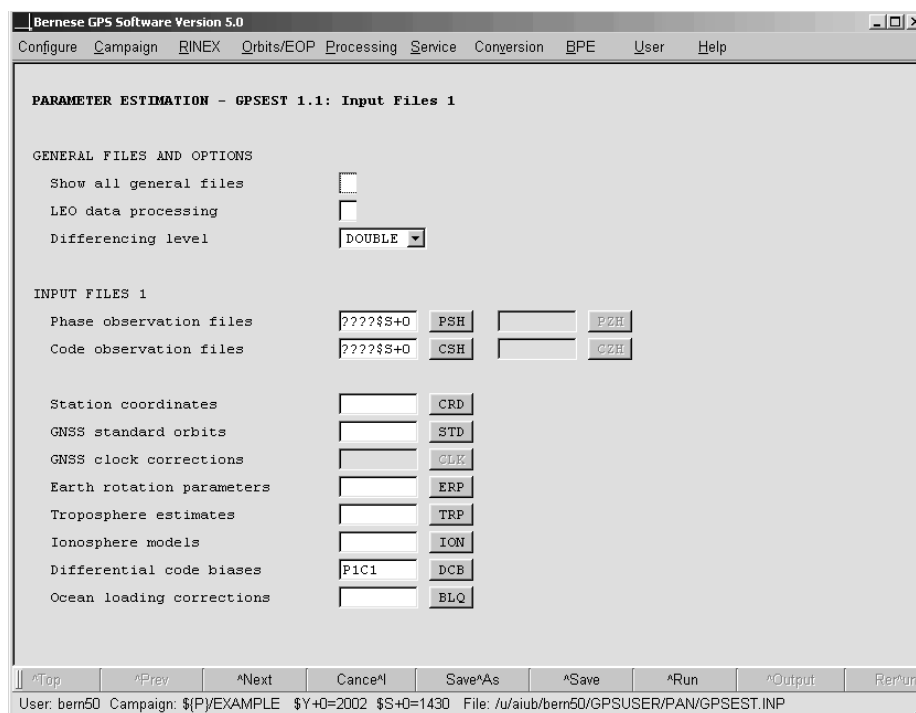 Bernese GPS Software Version 5.0
Configure Campaign RINEX Orbits/EOP Processing Service Conversion BPE User Help
PARAMETER ESTIMATION - GPSEST 1.1: Input Files 1
GENERAL FILES AND OPTIONS
Show all general files
LEO data processing
Differencing level DOUBLE
INPUT FILES 1
Phase observation files ????$S+0 PSH PZH
Code observation files ????$S+0 CSH CZH
Station coordinates CRD
GNSS standard orbits STD
GNSS clock corrections CLK
Earth rotation parameters ERP
Troposphere estimates TRP
Ionosphere models ION
Differential code biases P1C1 DCB
Ocean loading corrections BLQ
^Top ^Prev ^Next Cance^l Save^As ^Save ^Run ^Output Rer^un
User: bern50 Campaign: ${P}/EXAMPLE $Y+0=2002 $S+0=1430 File: /u/aiub/bern50/GPSUSER/PAN/GPSEST.INP